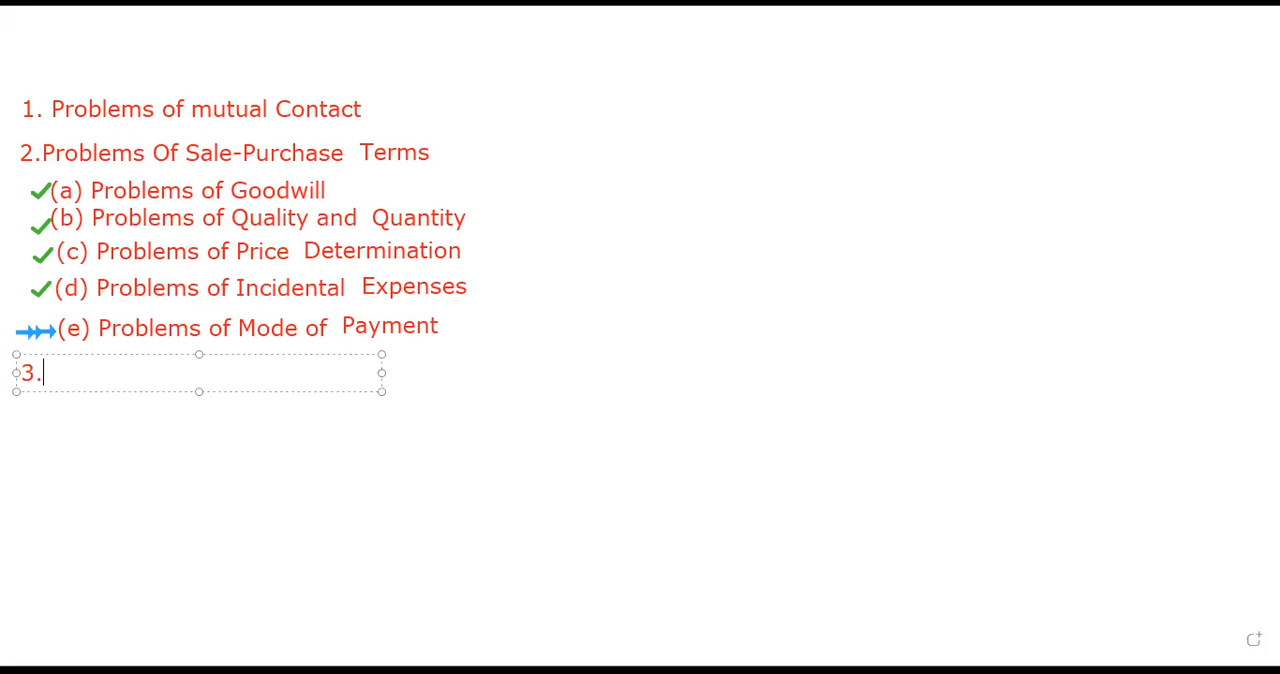 1. Problems of mutual Contact
2.Problems Of Sale-Purchase Terms
(a) Problems of Goodwill
(b) Problems of Quality and Quantity
(c) Problems of Price Determination
(d) Problems of Incidental Expenses
(e) Problems of Mode of Payment
3.